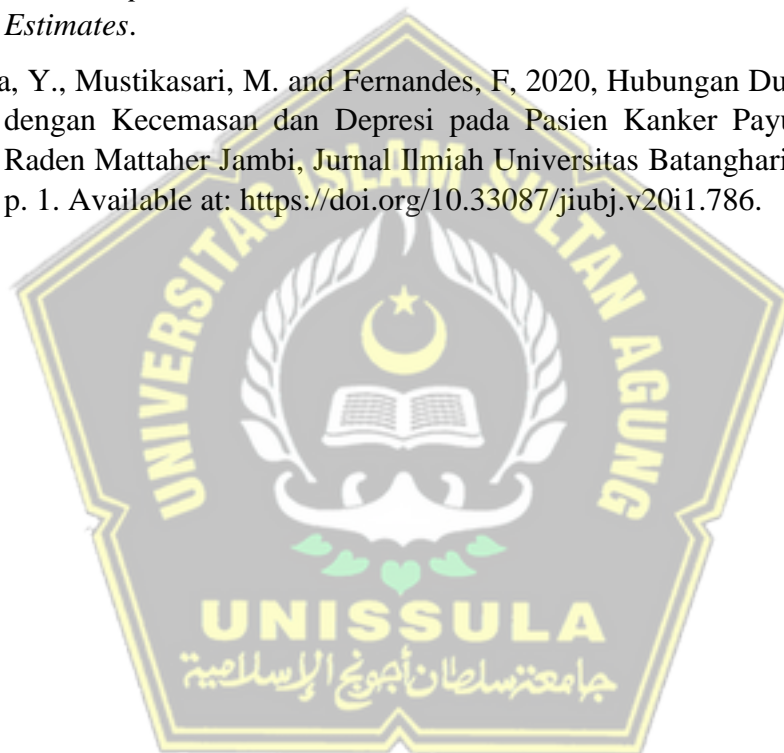 Estimates.
a, Y., Mustikasari, M. and Fernandes, F, 2020, Hubungan Du
dengan Kecemasan dan Depresi pada Pasien Kanker Payu
Raden Mattaher Jambi, Jurnal Ilmiah Universitas Batanghari
p. 1. Available at: https://doi.org/10.33087/jiubj.v20i1.786.
UNIVERSITAS ISLAM SULTAN AGUNG
UNISSULA
جامعة سلطان أجونج الإسلامية